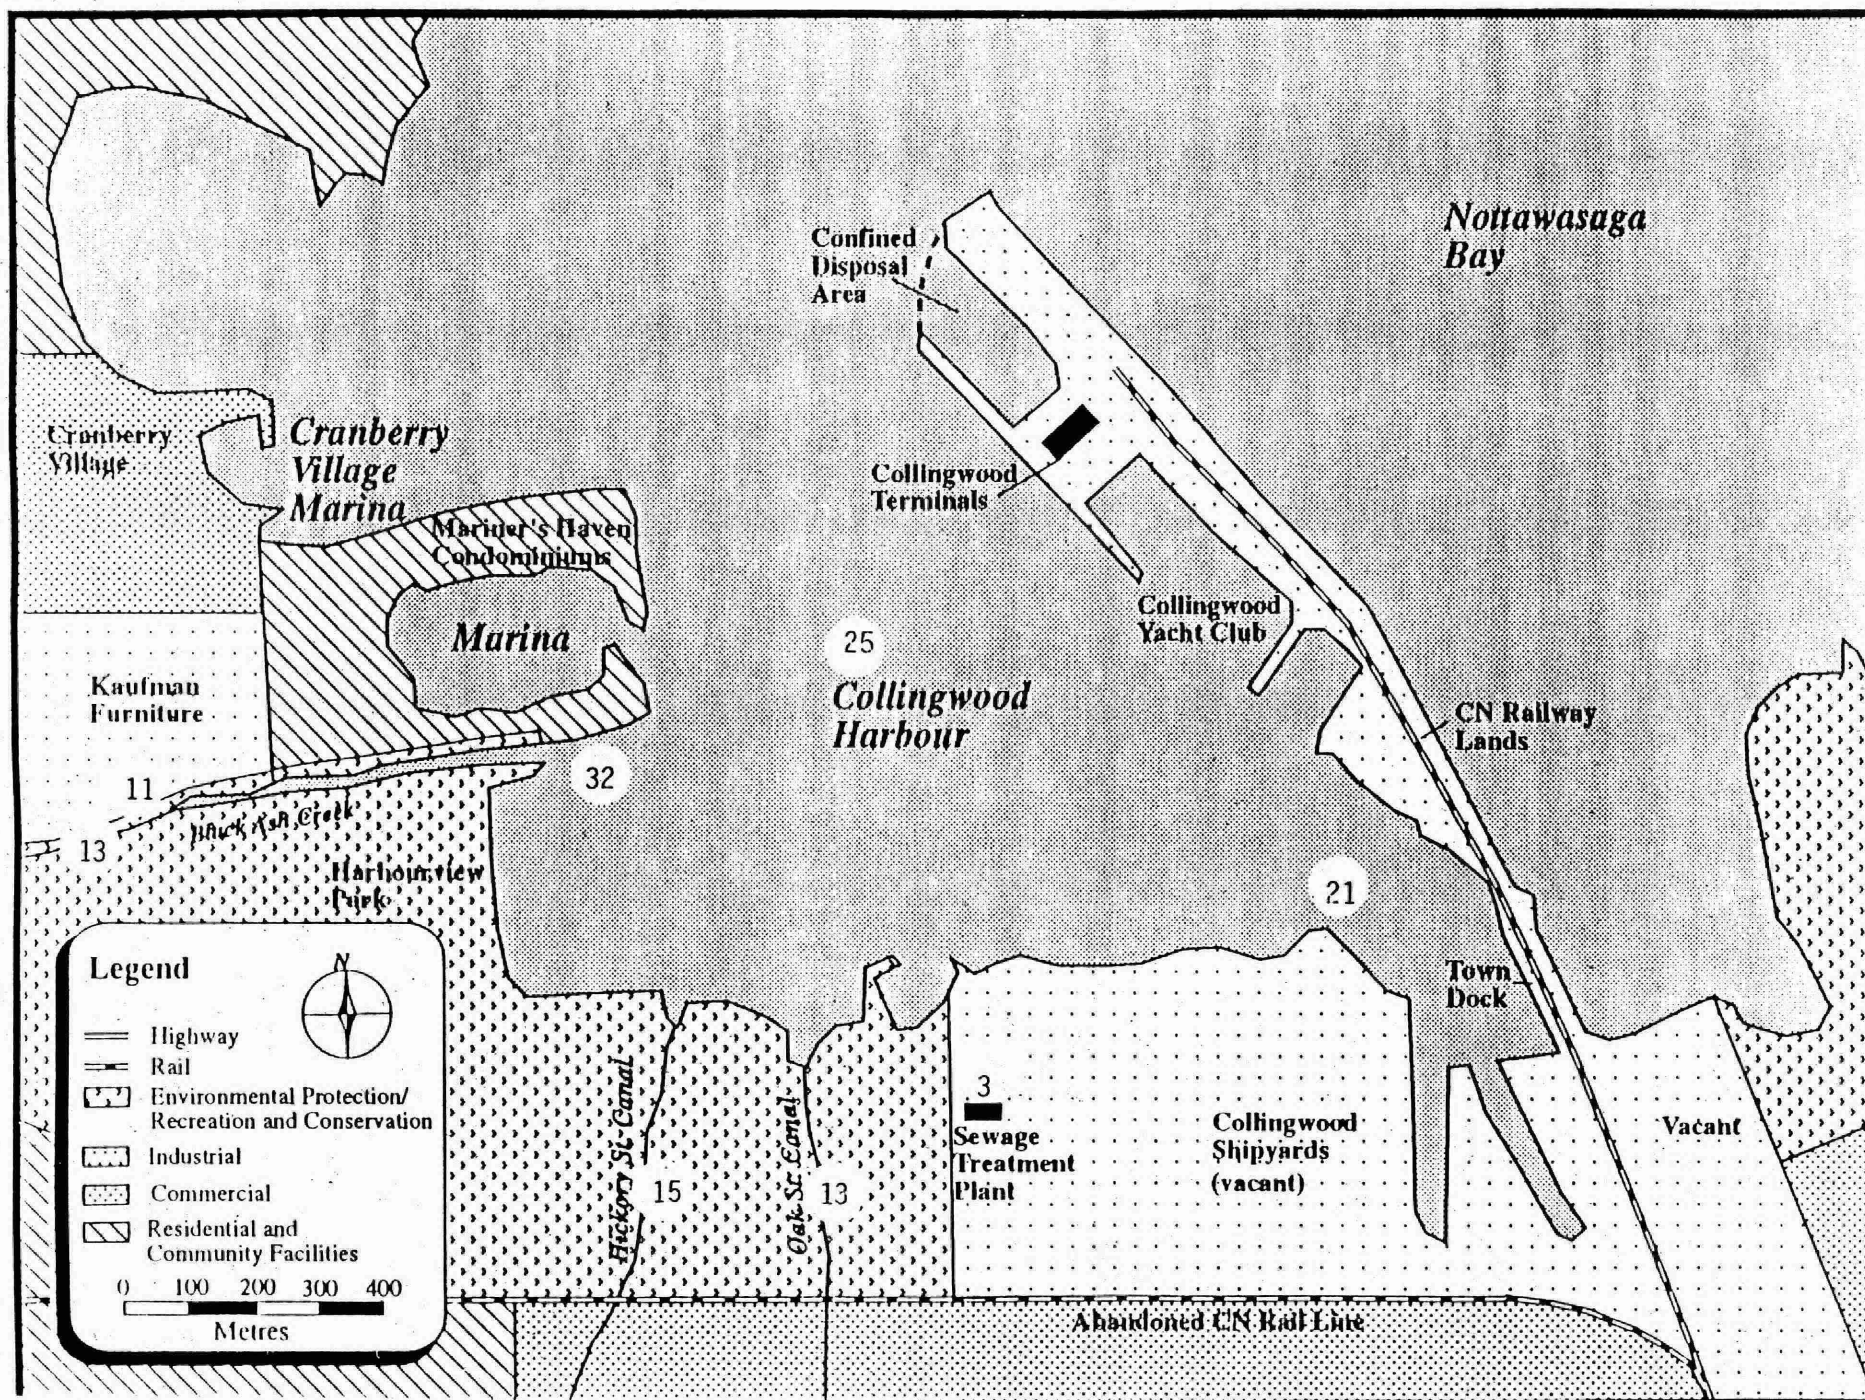 Nottawasaga
Bay
Confined
Disposal
Area
Cranberry
Village
Cranberry
Village
Marina
Collingwood
Terminals
Mariner's Haven
Condominiums
Marina
Collingwood
Yacht Club
25
Collingwood
Harbour
Kaufman
Furniture
CN Railway
Lands
32
11
Black Ash Creek
13
Harbourview
Park
21
Town
Dock
Legend
N
Highway
Rail
Environmental Protection/
Recreation and Conservation
Industrial
Commercial
Residential and
Community Facilities
0 100 200 300 400
Metres
Hickory St. Canal
15
Oak St. Canal
13
3
Sewage
Treatment
Plant
Collingwood
Shipyards
(vacant)
Vacant
Abandoned CN Rail Line